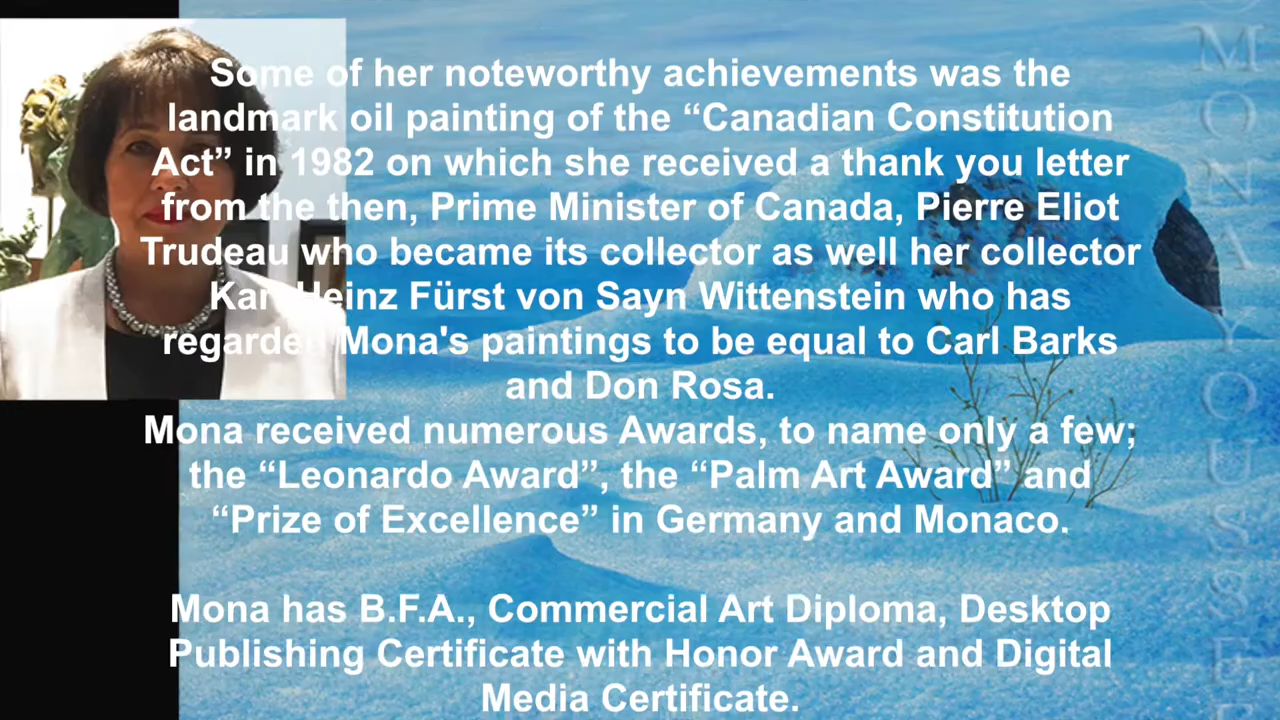 Some of her noteworthy achievements was the
landmark oil painting of the “Canadian Constitution
Act” in 1982 on which she received a thank you letter
from the then, Prime Minister of Canada, Pierre Eliot
Trudeau who became its collector as well her collector
Karl Heinz Fürst von Sayn Wittenstein who has
regarded Mona's paintings to be equal to Carl Barks
and Don Rosa.
Mona received numerous Awards, to name only a few;
the “Leonardo Award”, the “Palm Art Award” and
“Prize of Excellence” in Germany and Monaco.
Mona has B.F.A., Commercial Art Diploma, Desktop
Publishing Certificate with Honor Award and Digital
Media Certificate.
MONA YOUSSEF